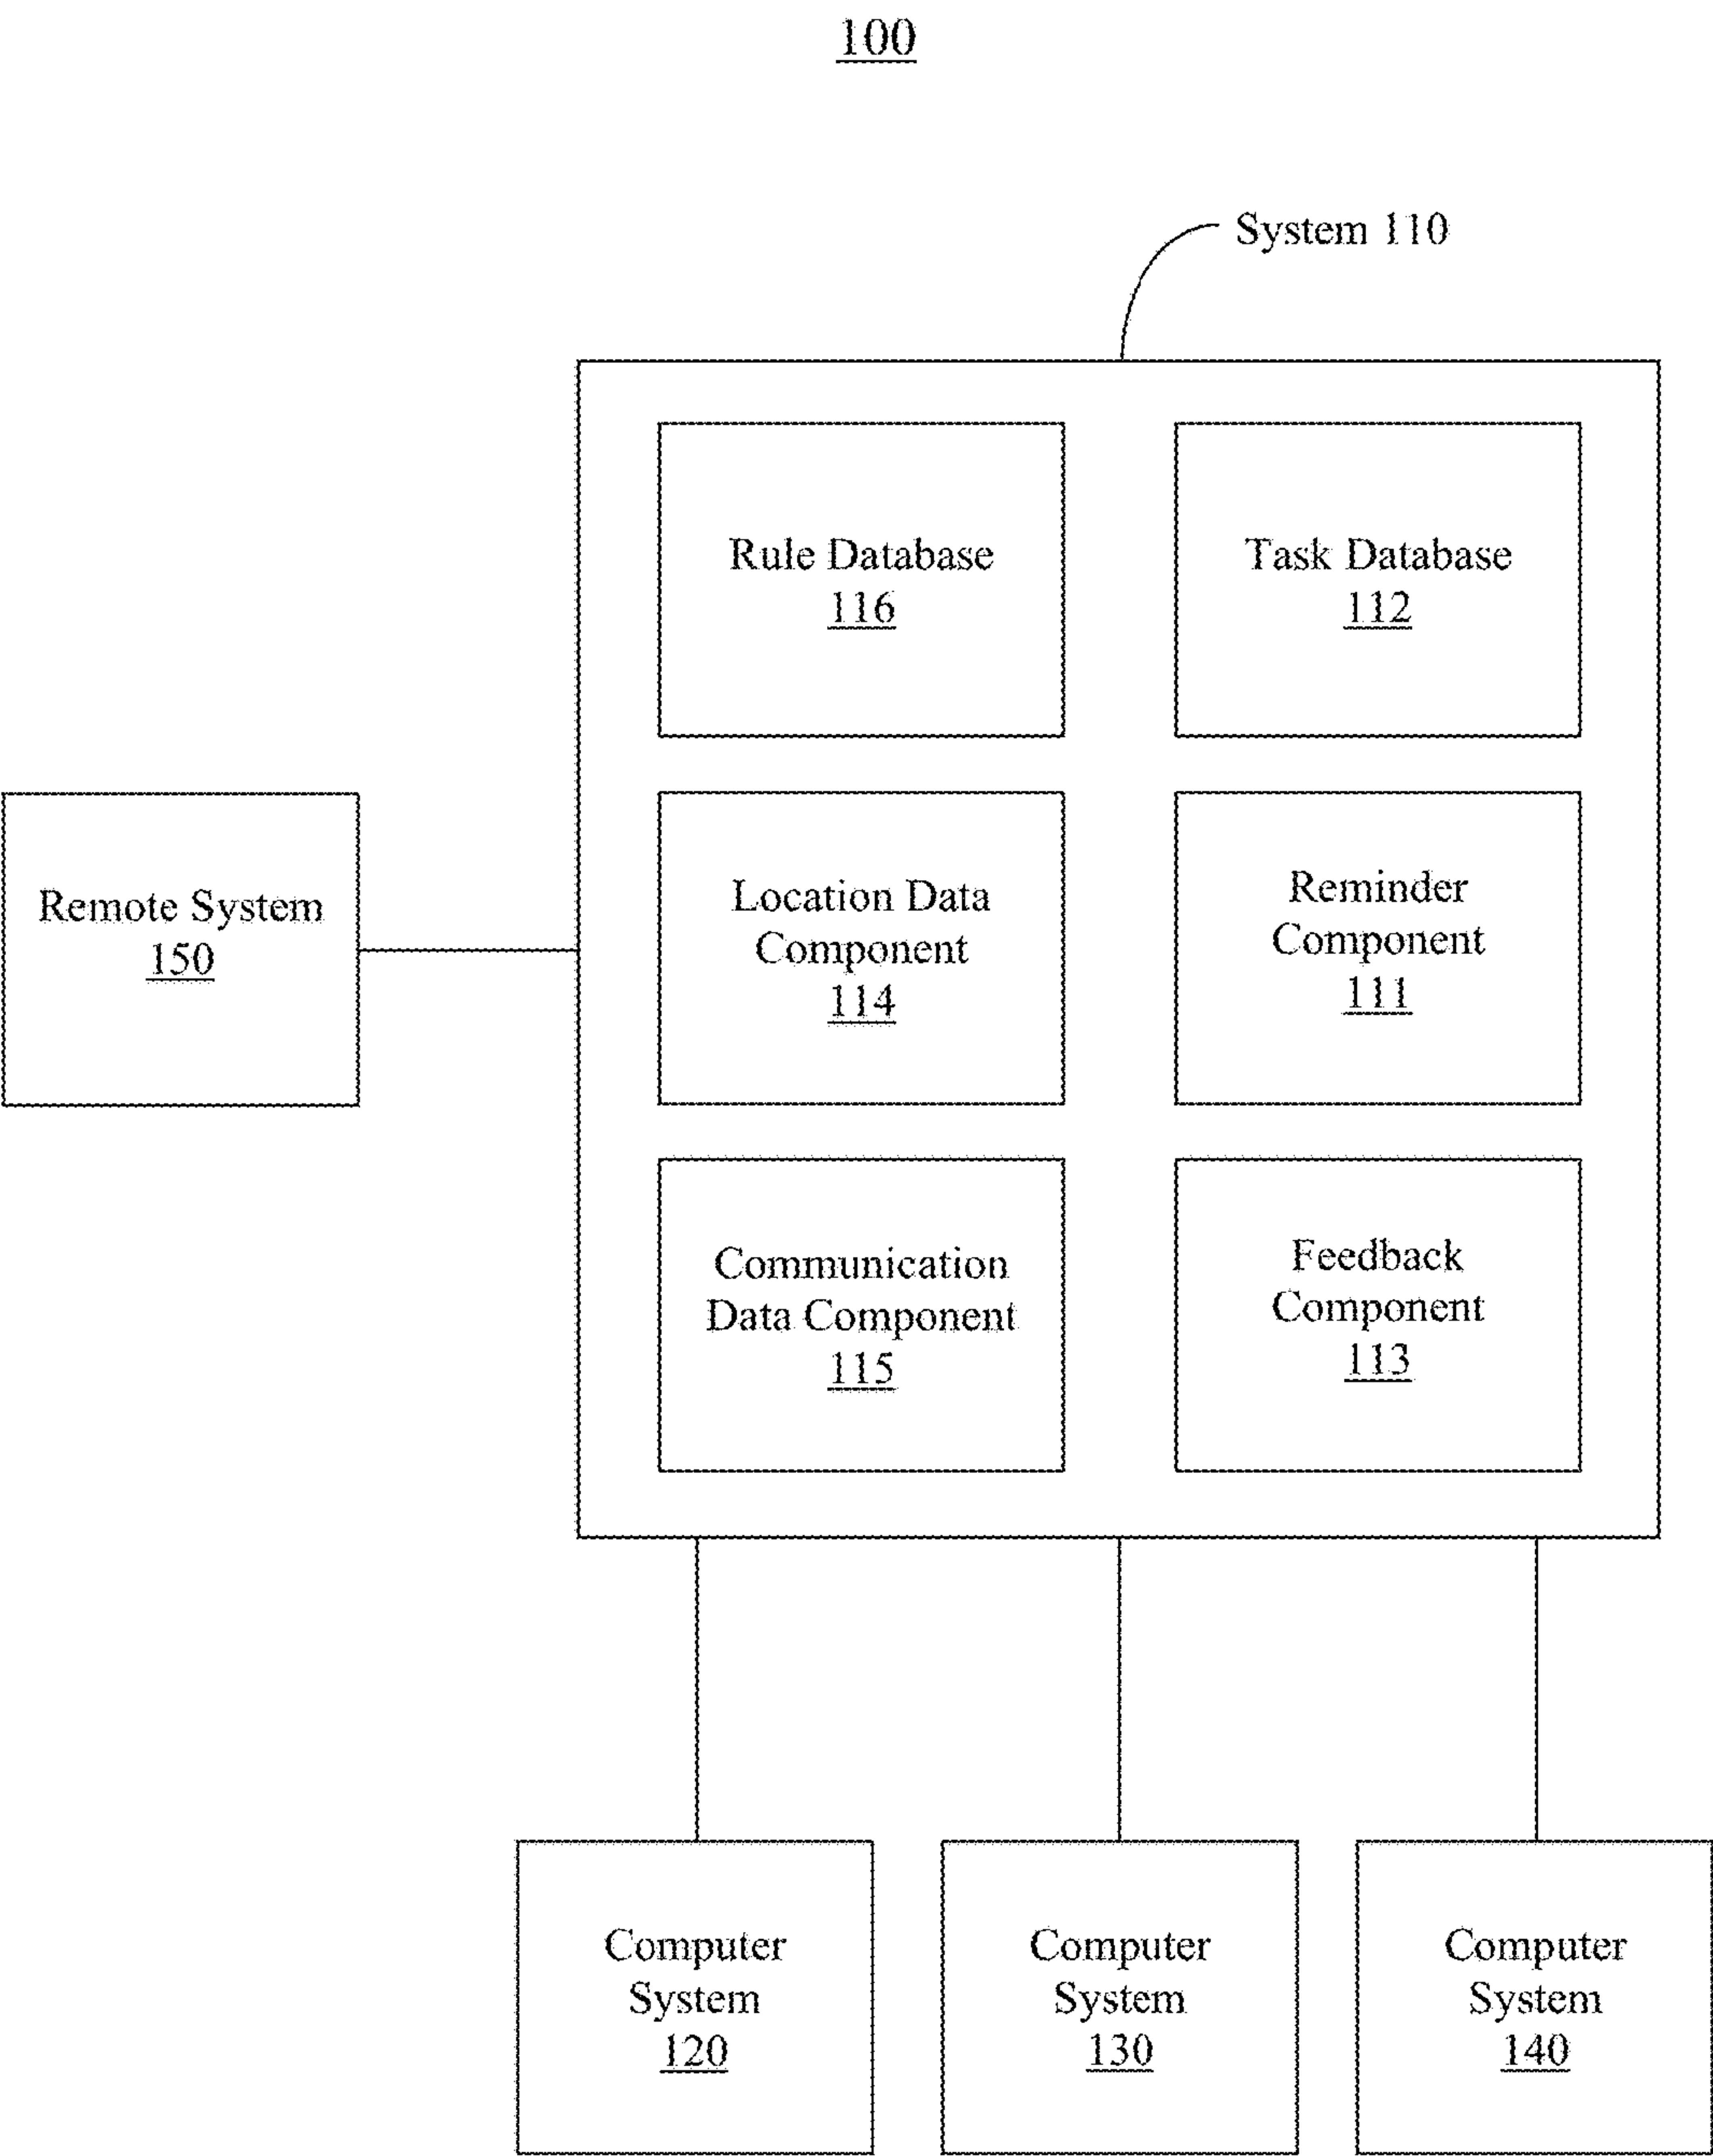 100
System 110
Rule Database
116
Task Database
112
Remote System
150
Location Data
Component
114
Reminder
Component
111
Communication
Data Component
115
Feedback
Component
113
Computer
System
120
Computer
System
130
Computer
System
140